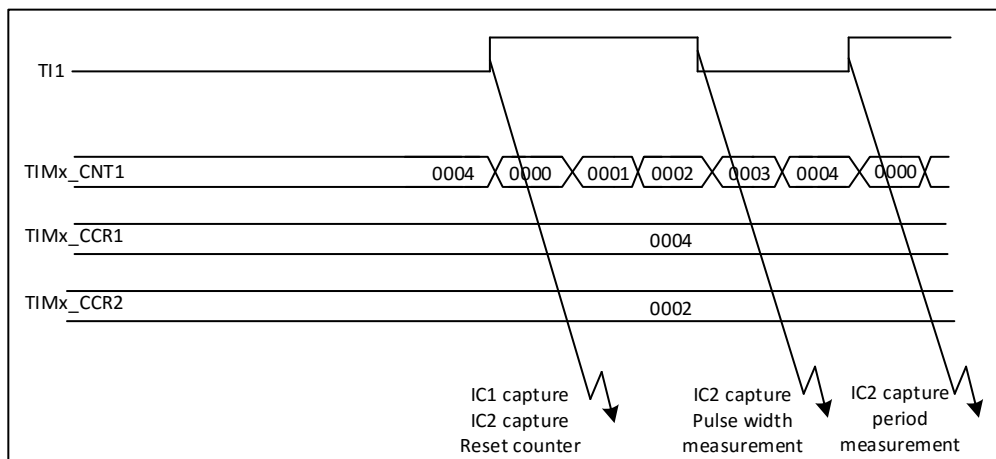 TI1
TIMx_CNT1
0004 0000 0001 0002 0003 0004 0000
TIMx_CCR1
0004
TIMx_CCR2
0002
IC1 capture
IC2 capture
Reset counter
IC2 capture
Pulse width
measurement
IC2 capture
period
measurement